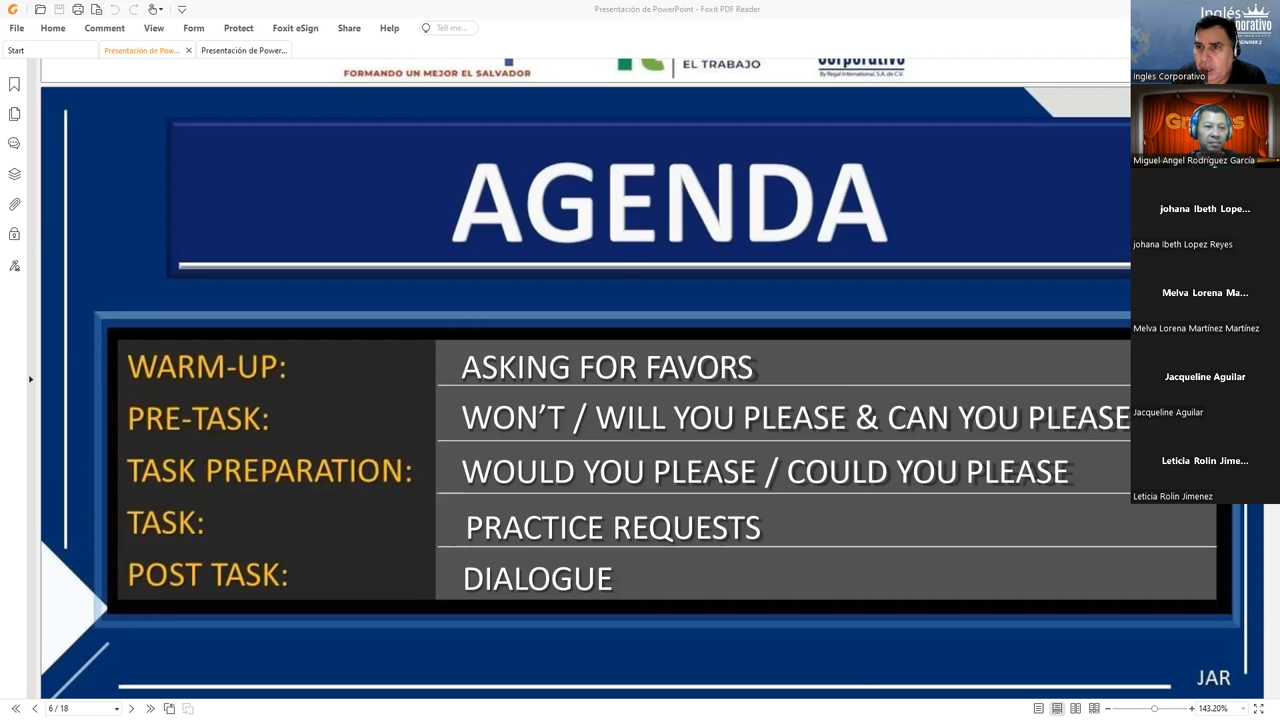 Presentación de PowerPoint - Foxit PDF Reader
File Home Comment View Form Protect Foxit eSign Share Help Tell me...
Start Presentación de Pow... Presentación de Power...
FORMANDO UN MEJOR EL SALVADOR
EL TRABAJO
Corporativo
By Regal International, S.A. de C.V.
AGENDA
WARM-UP: ASKING FOR FAVORS
PRE-TASK: WON'T / WILL YOU PLEASE & CAN YOU PLEASE
TASK PREPARATION: WOULD YOU PLEASE / COULD YOU PLEASE
TASK: PRACTICE REQUESTS
POST TASK: DIALOGUE
JAR
Inglés
Ingles Corporativo
Miguel Angel Rodríguez García
johana Ibeth Lope...
johana Ibeth Lopez Reyes
Melva Lorena Ma...
Melva Lorena Martínez Martínez
Jacqueline Aguilar
Jacqueline Aguilar
Leticia Rolin Jime...
Leticia Rolin Jimenez
6 / 18
143.20%